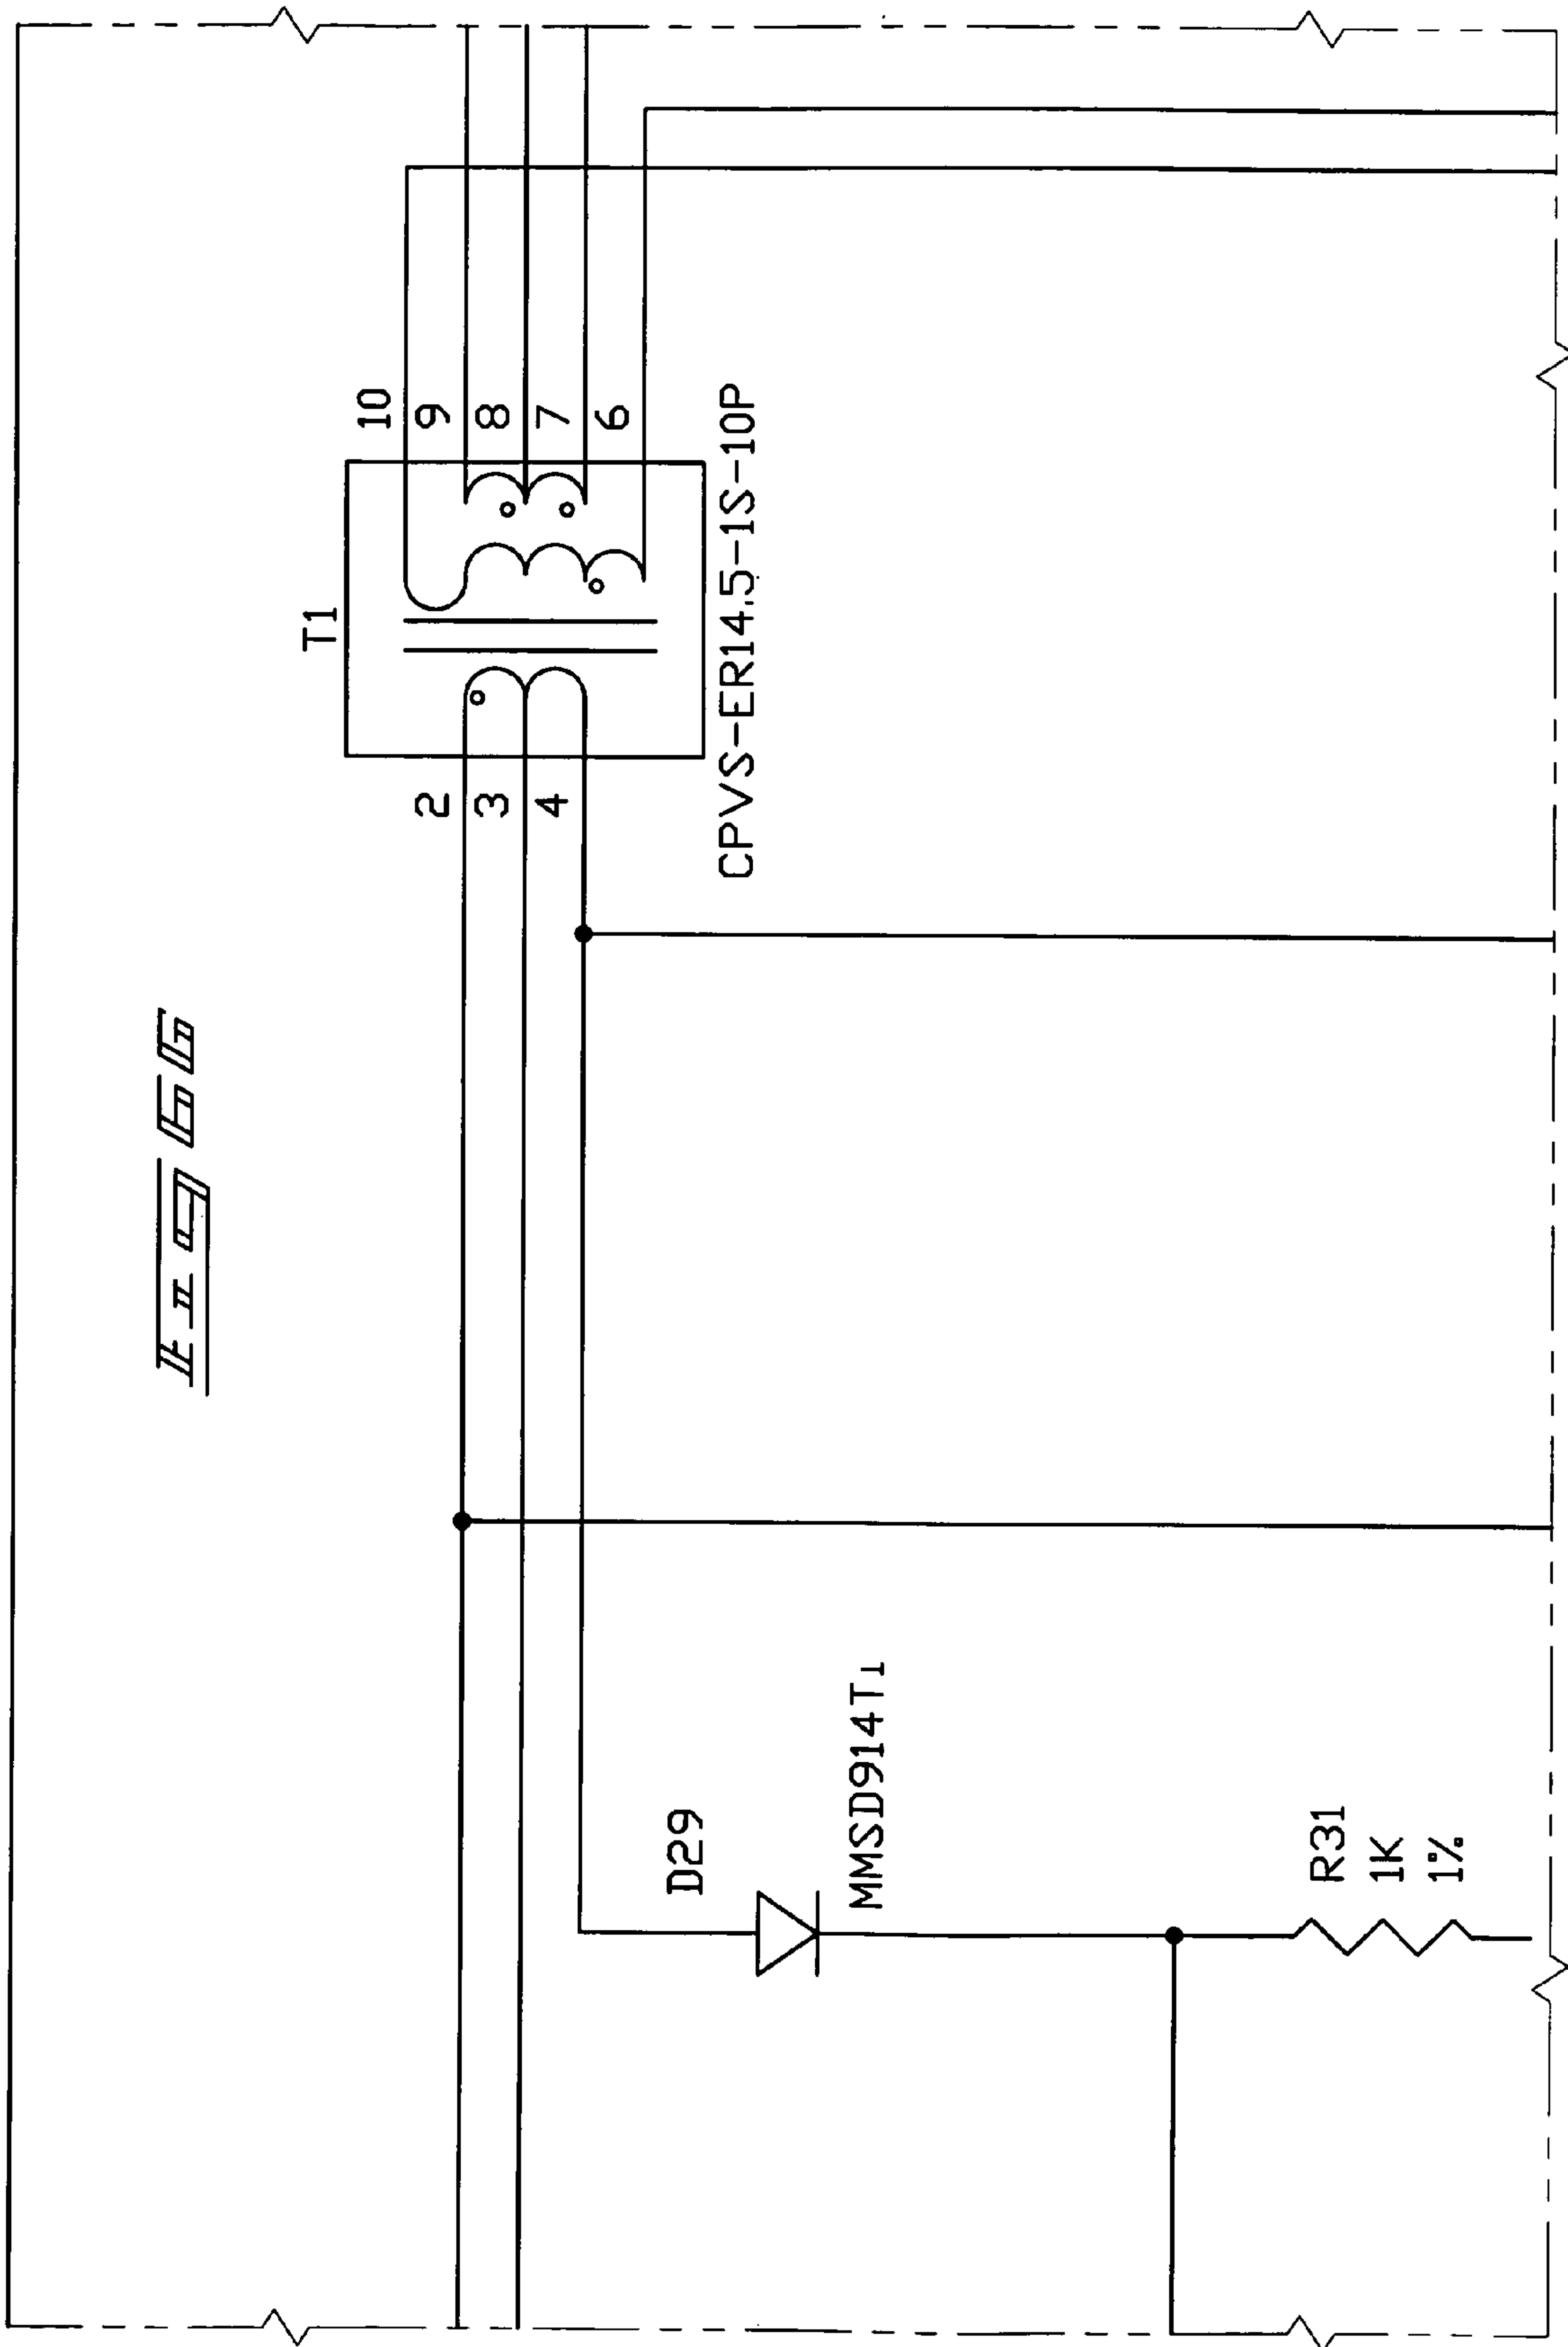 FIG 6G
T1
10
9
8
7
6
2
3
4
CPVS-ER14.5-1S-10P
D29
MMSD914T1
R31
1K
1%